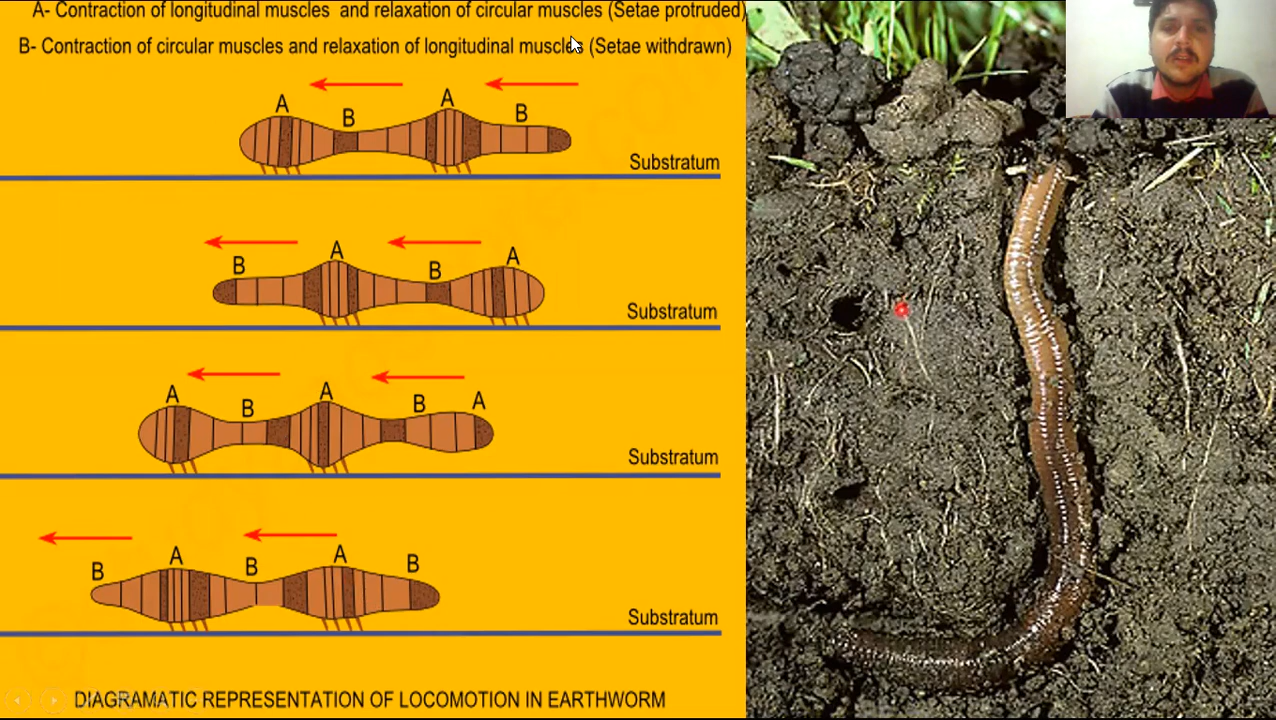 A- Contraction of longitudinal muscles and relaxation of circular muscles (Setae protruded)
B- Contraction of circular muscles and relaxation of longitudinal muscles (Setae withdrawn)
A B A B
Substratum
B A B A
Substratum
A B A B A
Substratum
B A B A B
Substratum
DIAGRAMATIC REPRESENTATION OF LOCOMOTION IN EARTHWORM